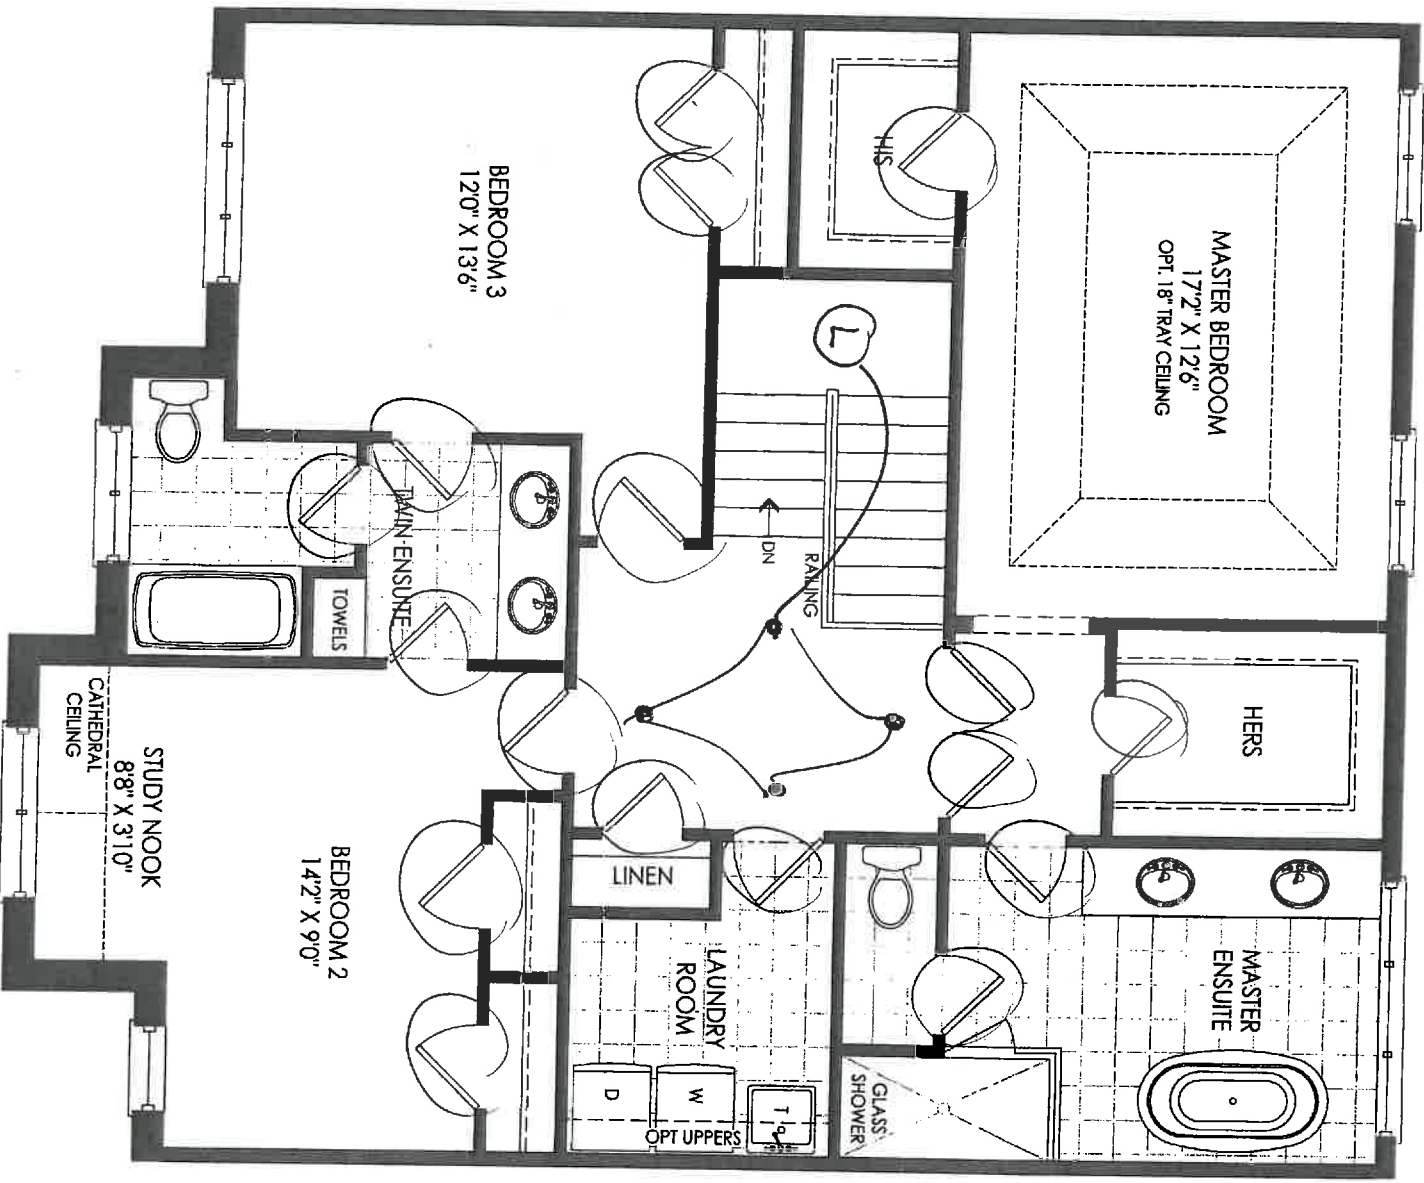 MASTER BEDROOM
17'2" X 12'6"
OPT. 18" TRAY CEILING
HIS
HERS
BEDROOM 3
12'0" X 13'6"
L
RAILING
DN
TWIN ENSUITE
TOWELS
CATHEDRAL
CEILING
STUDY NOOK
8'8" X 3'10"
BEDROOM 2
14'2" X 9'0"
LINEN
LAUNDRY
ROOM
D
W
T
OPT UPPERS
MASTER
ENSUITE
GLASS
SHOWER